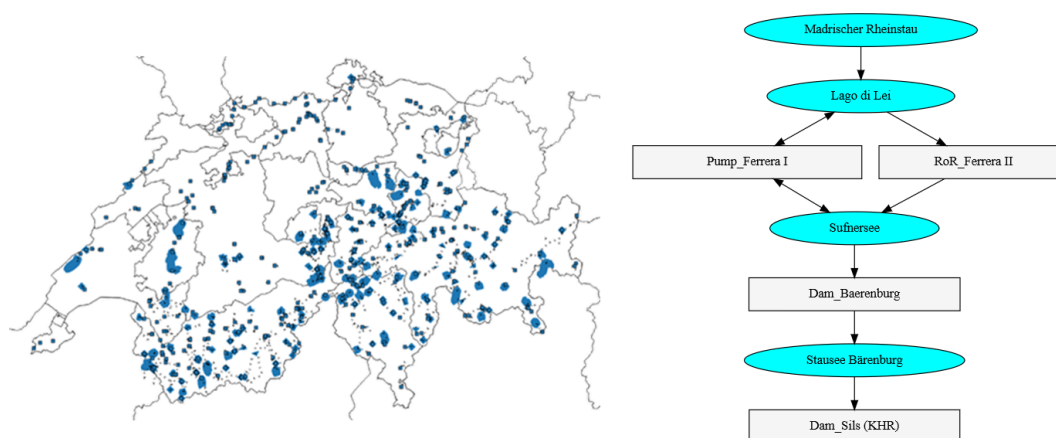 Madrischer Rheinstau
Lago di Lei
Pump_Ferrera I
RoR_Ferrera II
Sufnersee
Dam_Baerenburg
Stausee Bärenburg
Dam_Sils (KHR)